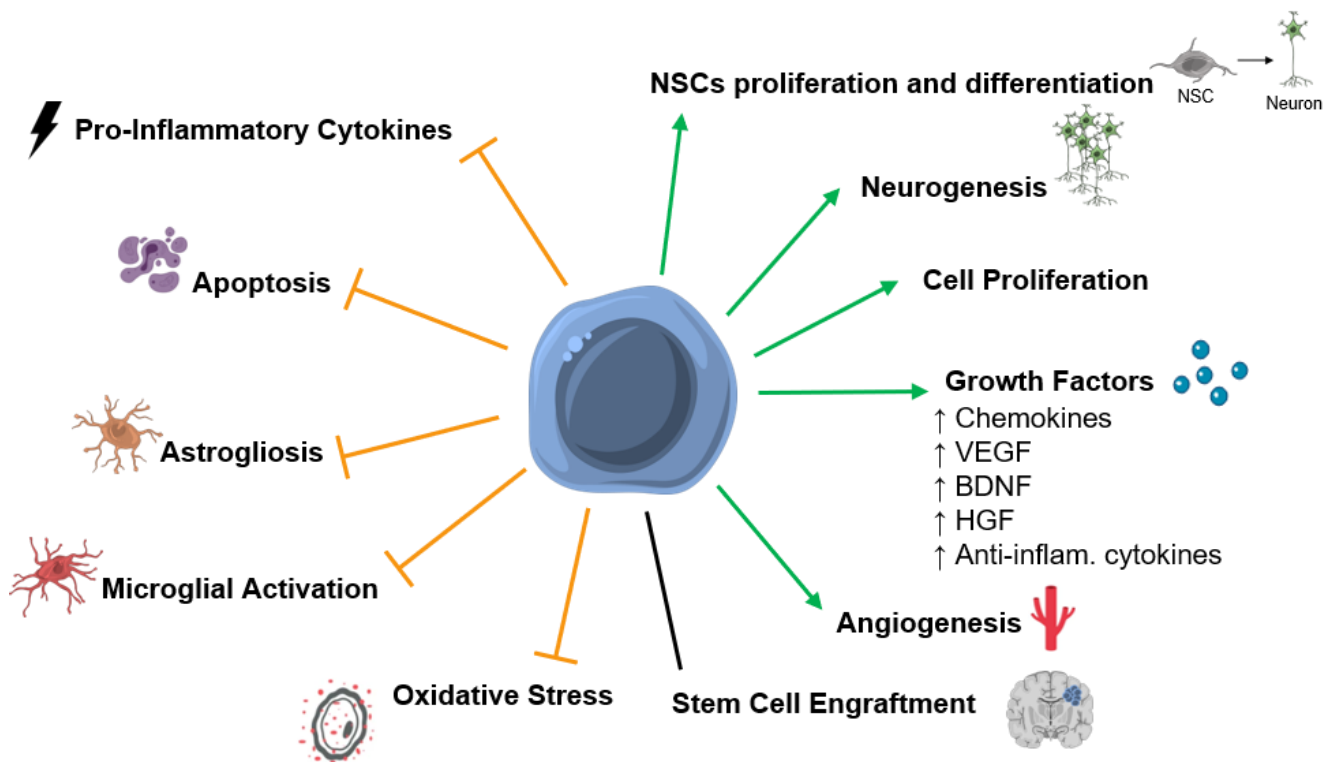 NSCs proliferation and differentiation
NSC
Neuron
Pro-Inflammatory Cytokines
Neurogenesis
Apoptosis
Cell Proliferation
Growth Factors
↑ Chemokines
↑ VEGF
↑ BDNF
↑ HGF
↑ Anti-inflam. cytokines
Astrogliosis
Microglial Activation
Angiogenesis
Oxidative Stress
Stem Cell Engraftment